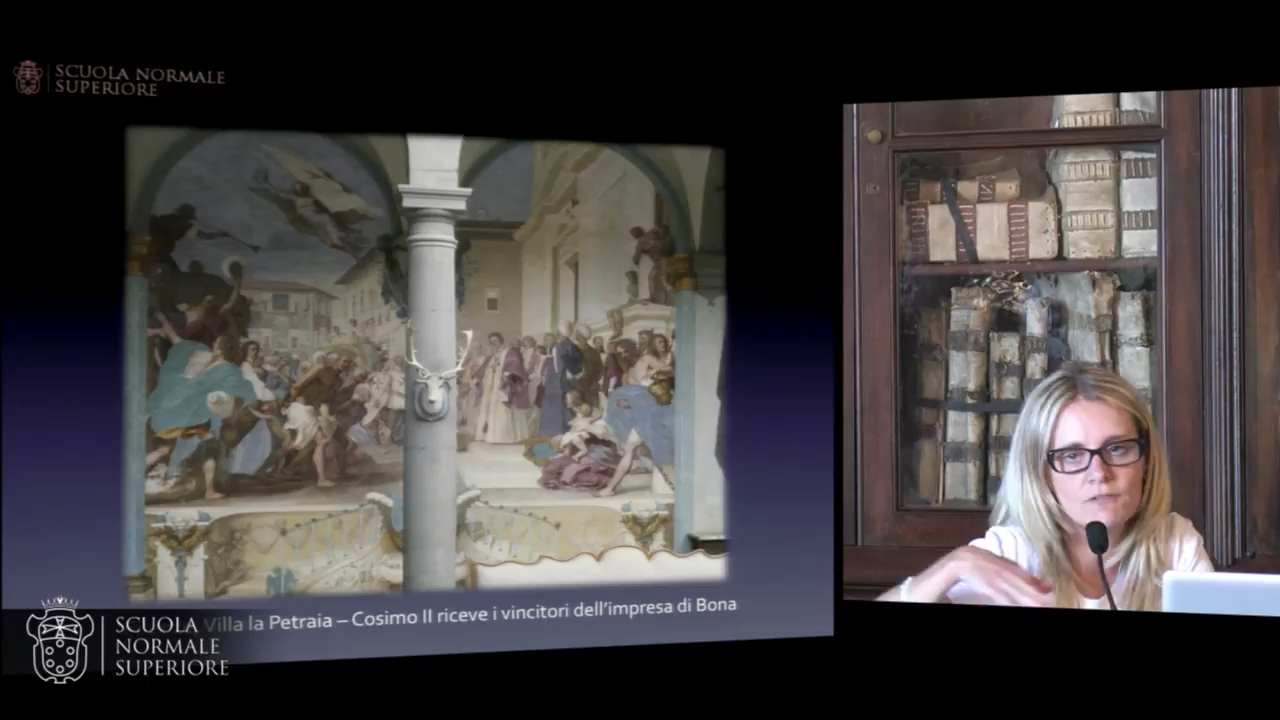 SCUOLA NORMALE
SUPERIORE
Villa la Petraia – Cosimo II riceve i vincitori dell'impresa di Bona
SCUOLA
NORMALE
SUPERIORE